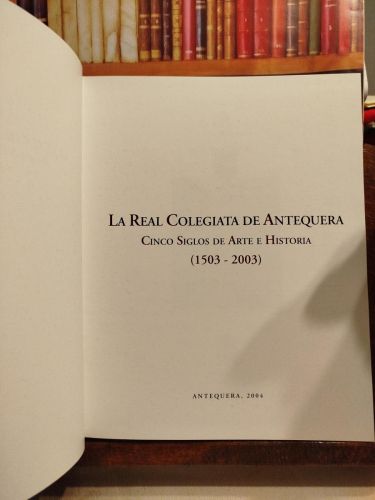 La Real Colegiata de Antequera
Cinco Siglos de Arte e Historia
(1503 - 2003)
ANTEQUERA, 2004